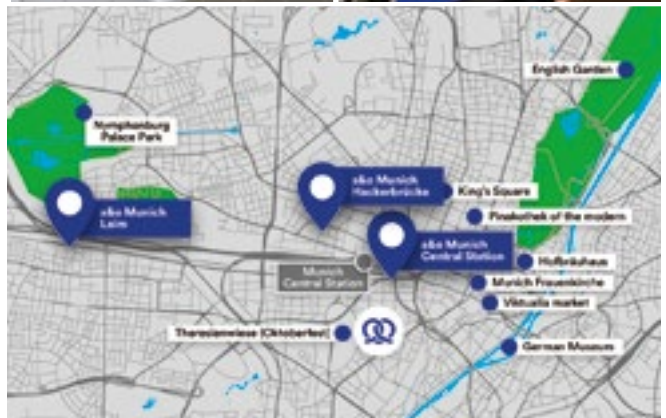 English Garden
Nymphenburg
Palace Park
a&o Munich
Hackerbrücke
King's Square
a&o Munich
Laim
Pinakothek of the modern
a&o Munich
Central Station
Hofbräuhaus
Munich
Central Station
Munich Frauenkirche
Viktualia market
Theresienwiese (Oktoberfest)
German Museum